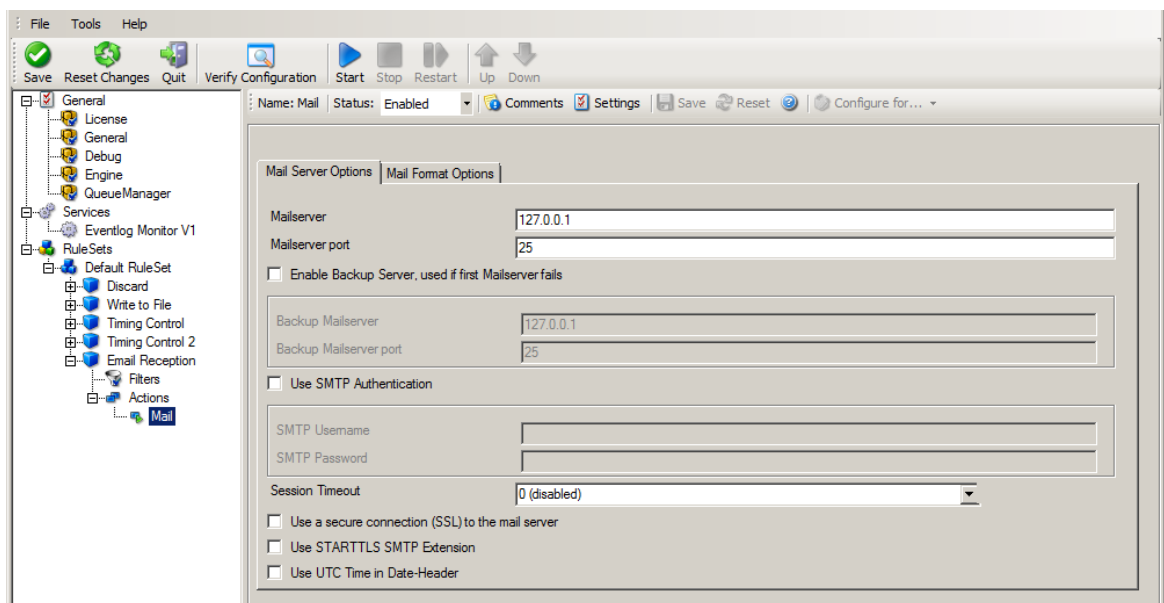 File Tools Help
Save Reset Changes Quit Verify Configuration Start Stop Restart Up Down
General
License
General
Debug
Engine
QueueManager
Services
Eventlog Monitor V1
RuleSets
Default RuleSet
Discard
Write to File
Timing Control
Timing Control 2
Email Reception
Filters
Actions
Mail
Name: Mail Status: Enabled Comments Settings Save Reset Configure for...
Mail Server Options Mail Format Options
Mailserver 127.0.0.1
Mailserver port 25
Enable Backup Server, used if first Mailserver fails
Backup Mailserver 127.0.0.1
Backup Mailserver port 25
Use SMTP Authentication
SMTP Username
SMTP Password
Session Timeout 0 (disabled)
Use a secure connection (SSL) to the mail server
Use STARTTLS SMTP Extension
Use UTC Time in Date-Header